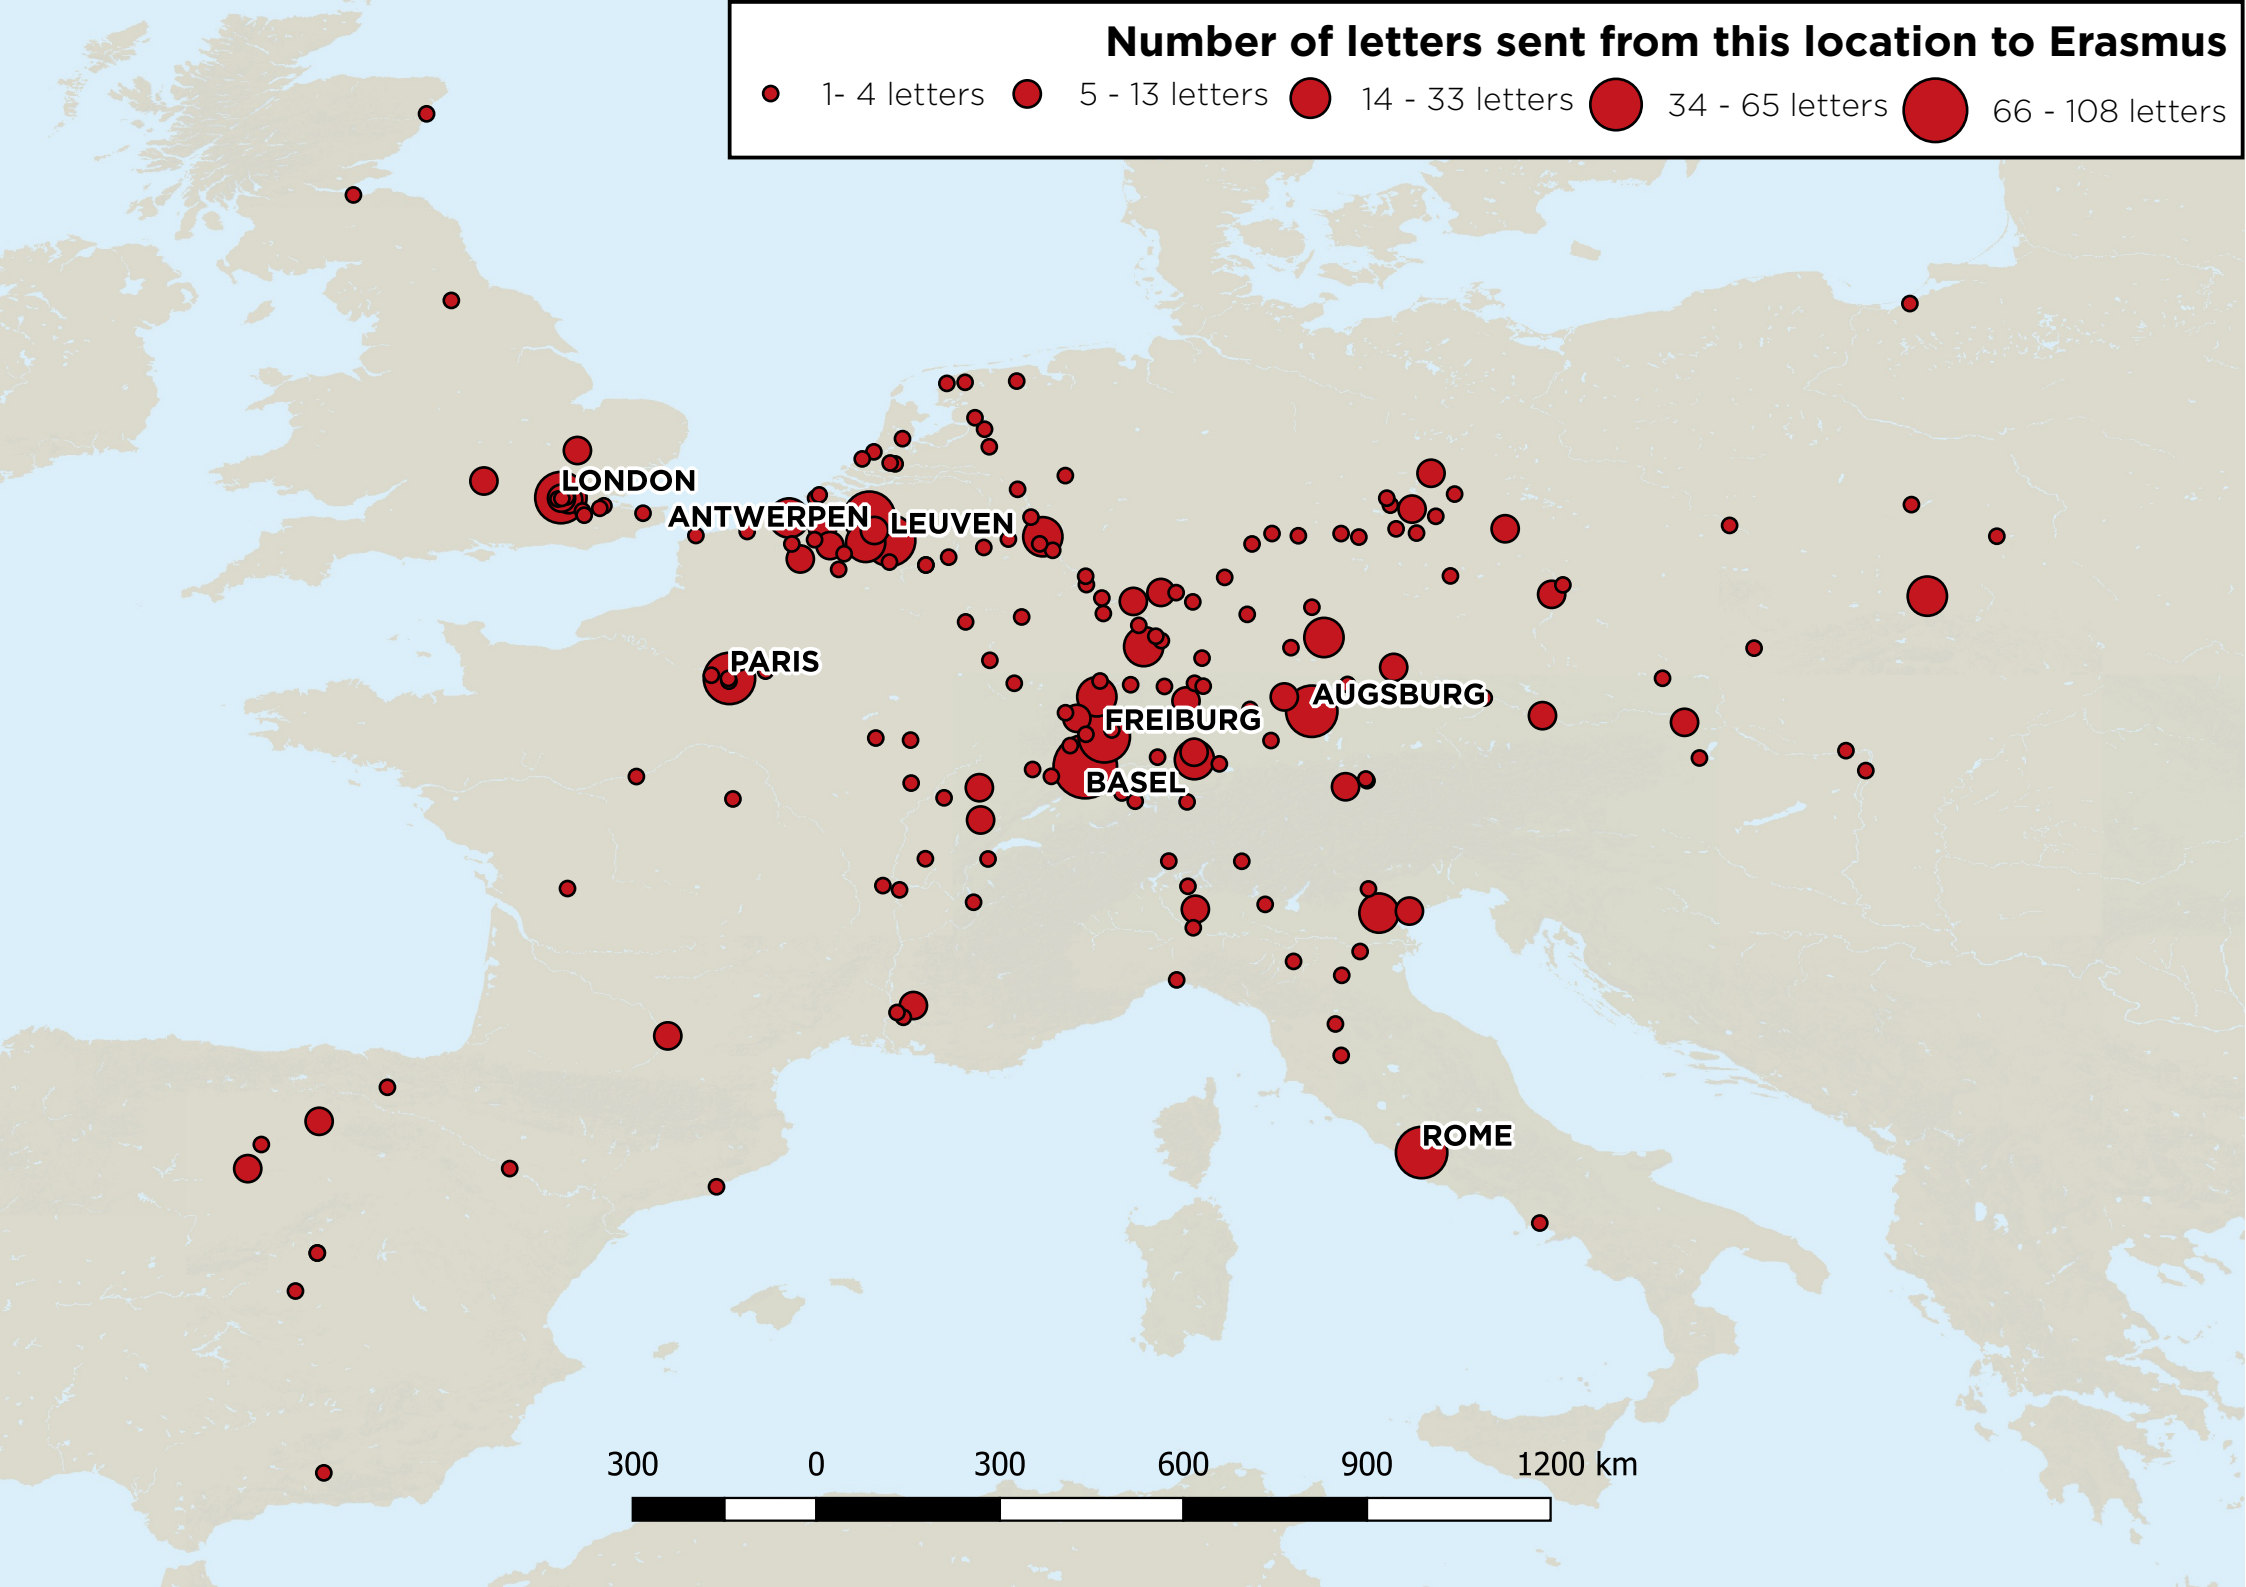 Number of letters sent from this location to Erasmus
1- 4 letters 5 - 13 letters 14 - 33 letters 34 - 65 letters 66 - 108 letters
LONDON
ANTWERPEN LEUVEN
PARIS
AUGSBURG
FREIBURG
BASEL
ROME
300 0 300 600 900 1200 km